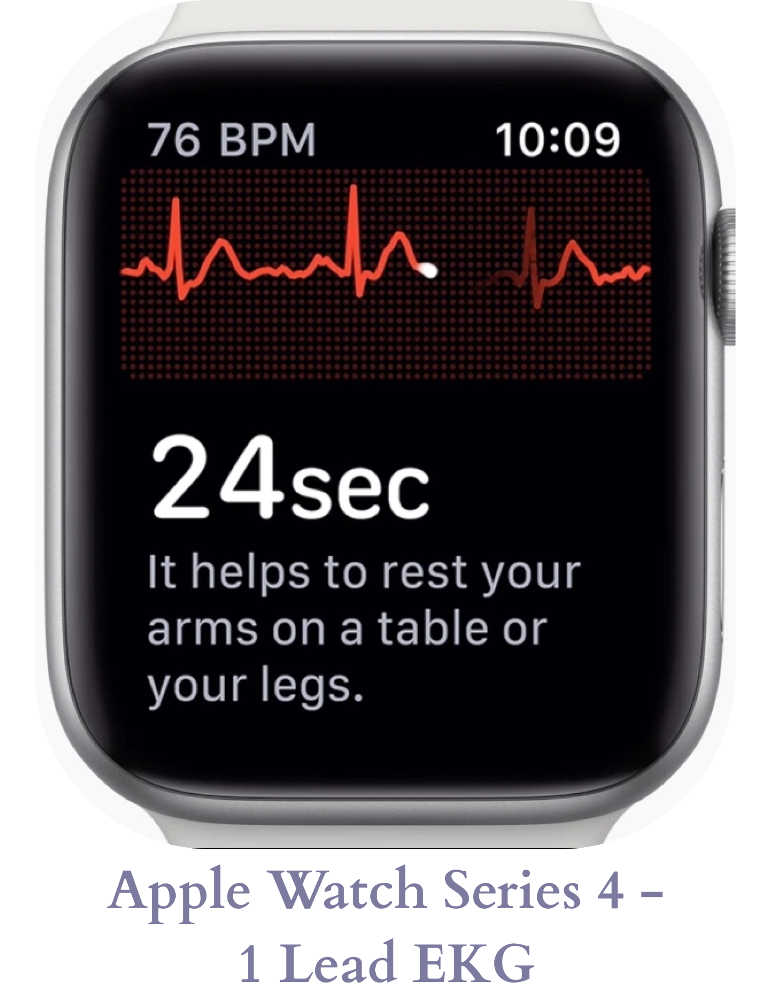 76 BPM 10:09
24sec
It helps to rest your
arms on a table or
your legs.
Apple Watch Series 4 -
1 Lead EKG